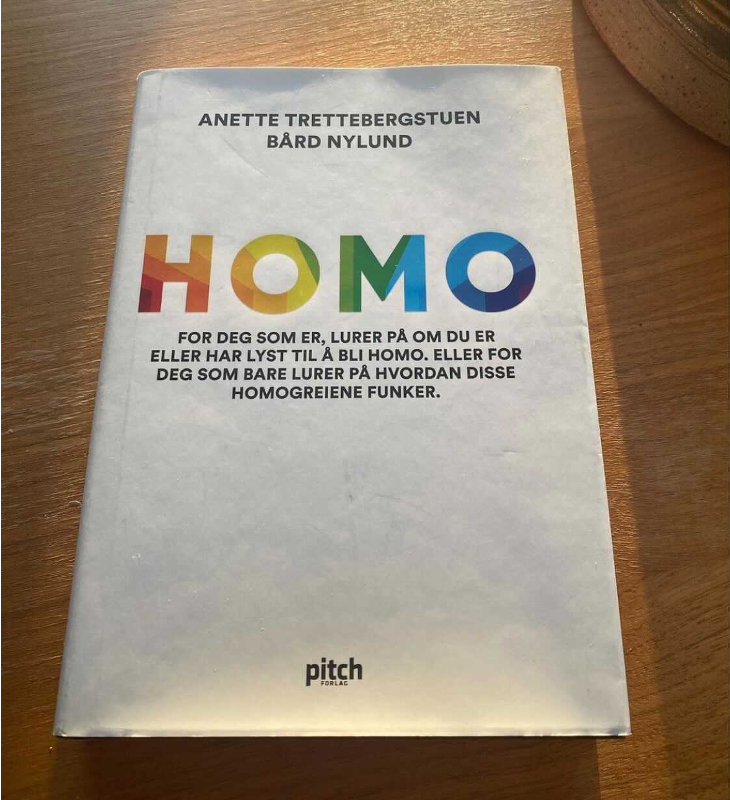 ANETTE TRETTEBERGSTUEN
BÅRD NYLUND
HOMO
FOR DEG SOM ER, LURER PÅ OM DU ER
ELLER HAR LYST TIL Å BLI HOMO. ELLER FOR
DEG SOM BARE LURER PÅ HVORDAN DISSE
HOMOGREIENE FUNKER.
pitch
FORLAG